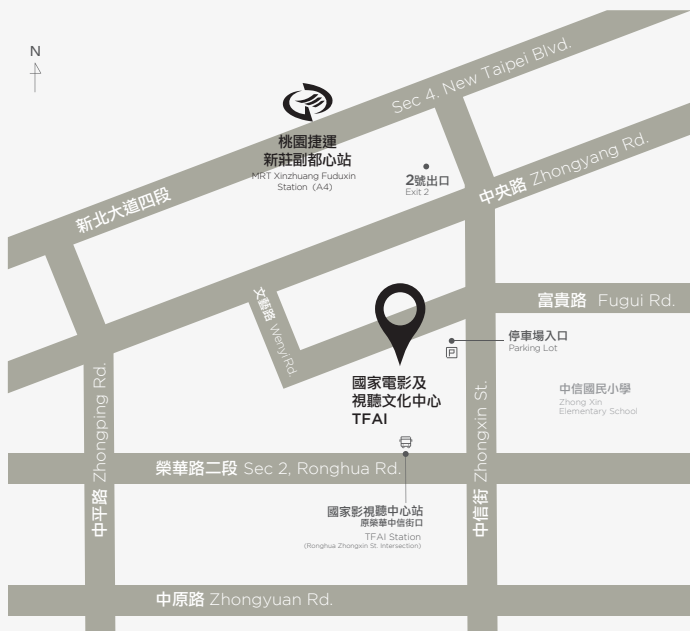 N
Sec 4. New Taipei Blvd.
桃園捷運
新莊副都心站
MRT Xinzhuang Fuduxin
Station (A4)
2號出口
Exit 2
中央路 Zhongyang Rd.
新北大道四段
文藝路 Wenyi Rd.
富貴路 Fugui Rd.
停車場入口
Parking Lot
P
國家電影及
視聽文化中心
TFAI
中信國民小學
Zhong Xin
Elementary School
中平路 Zhongping Rd.
中信街 Zhongxin St.
榮華路二段 Sec 2, Ronghua Rd.
國家影視聽中心站
原榮華中信街口
TFAI Station
(Ronghua Zhongxin St. Intersection)
中原路 Zhongyuan Rd.